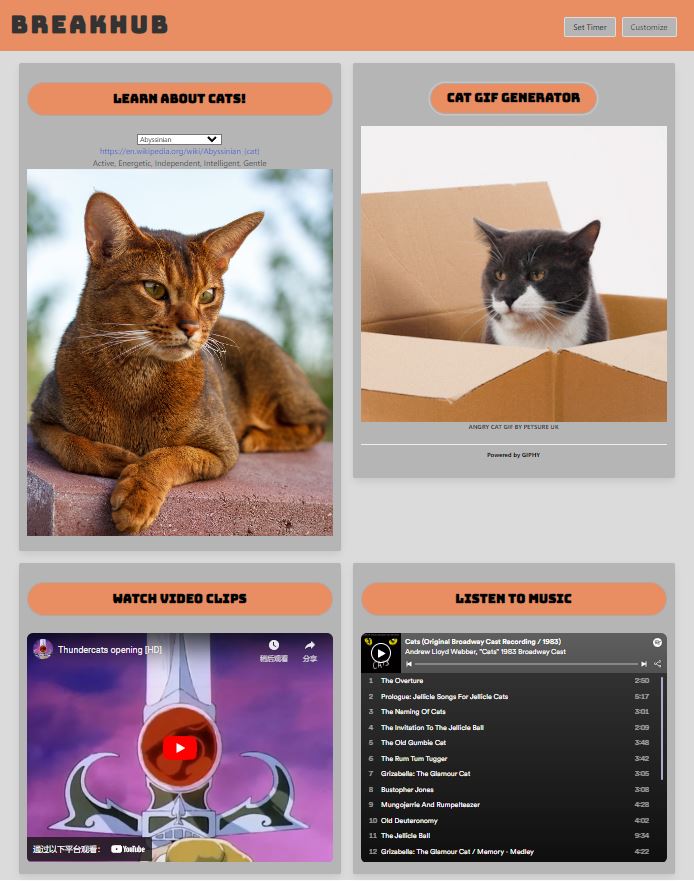 BREAKHUB
Set Timer
Customize
LEARN ABOUT CATS!
Abyssinian
https://en.wikipedia.org/wiki/Abyssinian_(cat)
Active, Energetic, Independent, Intelligent, Gentle
CAT GIF GENERATOR
ANGRY CAT GIF BY PETSURE UK
Powered by GIPHY
WATCH VIDEO CLIPS
Thundercats opening [HD]
稍后观看
分享
通过以下平台观看：
YouTube
LISTEN TO MUSIC
CATS
Cats (Original Broadway Cast Recording / 1983)
Andrew Lloyd Webber, "Cats" 1983 Broadway Cast
1 The Overture 2:50
2 Prologue: Jellicle Songs For Jellicle Cats 5:17
3 The Naming Of Cats 3:01
4 The Invitation To The Jellicle Ball 2:09
5 The Old Gumbie Cat 3:48
6 The Rum Tum Tugger 3:42
7 Grizabella: The Glamour Cat 3:05
8 Bustopher Jones 3:08
9 Mungojerrie And Rumpelteazer 4:28
10 Old Deuteronomy 4:02
11 The Jellicle Ball 9:34
12 Grizabella: The Glamour Cat / Memory - Medley 4:22